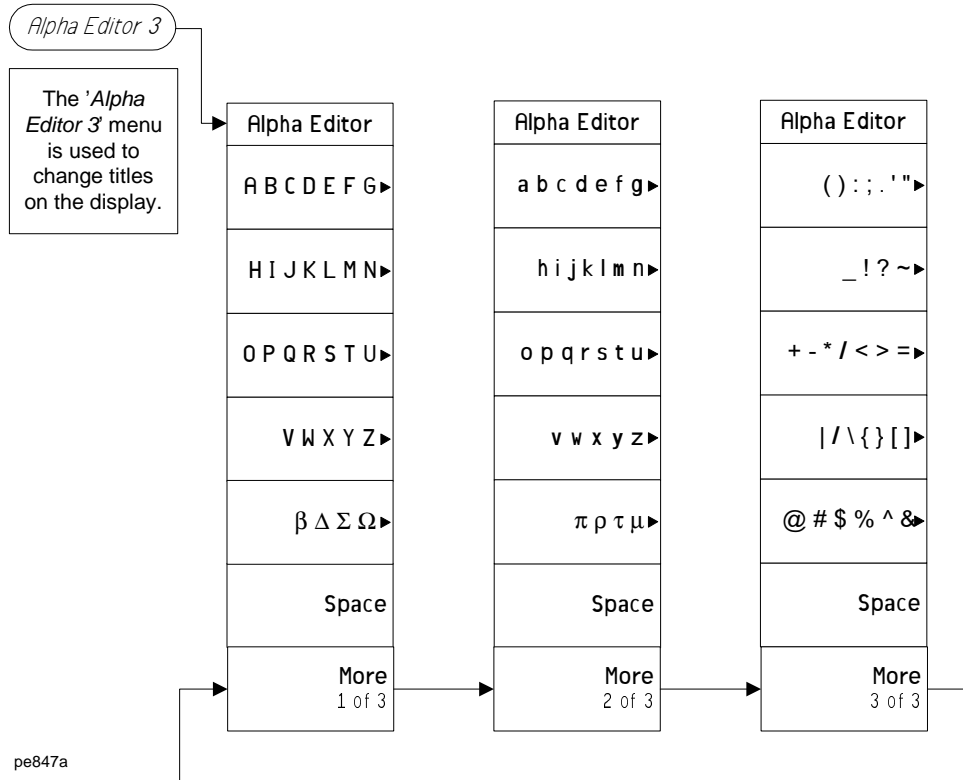 Alpha Editor 3
The 'Alpha
Editor 3' menu
is used to
change titles
on the display.
Alpha Editor
A B C D E F G
H I J K L M N
O P Q R S T U
V W X Y Z
β Δ Σ Ω
Space
More
1 of 3
Alpha Editor
a b c d e f g
h i j k l m n
o p q r s t u
v w x y z
π ρ τ μ
Space
More
2 of 3
Alpha Editor
( ) : ; . ' "
_ ! ? ~
+ - * / < > =
| / \ { } [ ]
@ # $ % ^ &
Space
More
3 of 3
pe847a